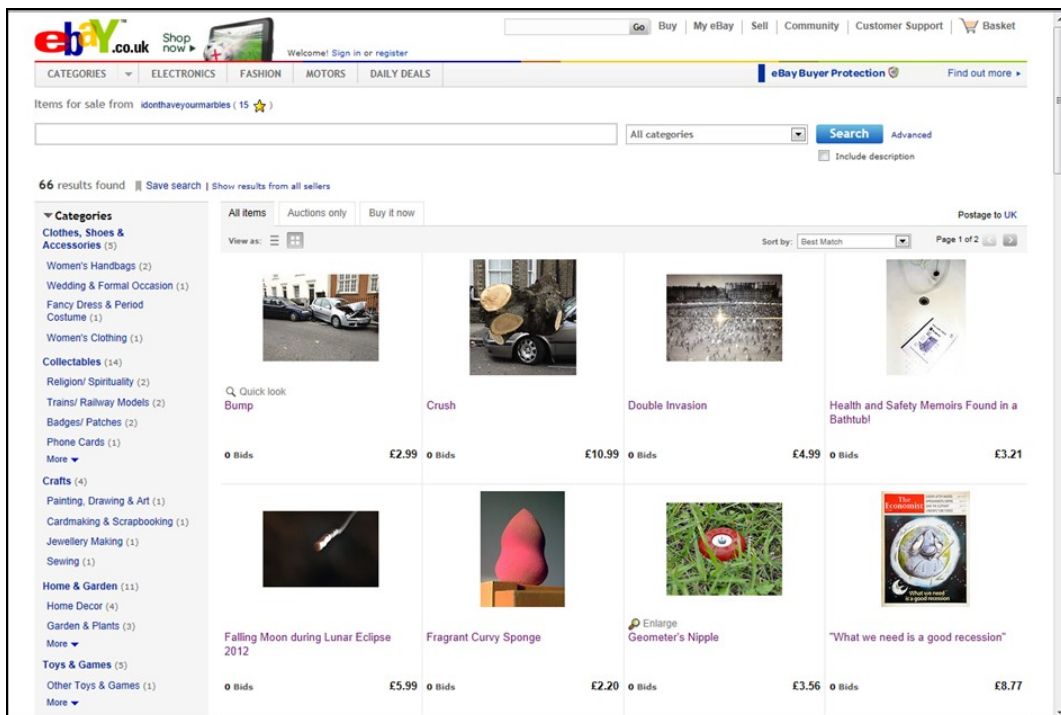 ebaY™.co.uk
Shop now
Welcome! Sign in or register
Go
Buy | My eBay | Sell | Community | Customer Support | Basket
CATEGORIES ELECTRONICS FASHION MOTORS DAILY DEALS
eBay Buyer Protection Find out more
Items for sale from idonthaveyourmarbles ( 15 )
All categories
Search
Advanced
Include description
66 results found Save search | Show results from all sellers
Categories
Clothes, Shoes &
Accessories (5)
Women's Handbags (2)
Wedding & Formal Occasion (1)
Fancy Dress & Period
Costume (1)
Women's Clothing (1)
Collectables (14)
Religion/ Spirituality (2)
Trains/ Railway Models (2)
Badges/ Patches (2)
Phone Cards (1)
More
Crafts (4)
Painting, Drawing & Art (1)
Cardmaking & Scrapbooking (1)
Jewellery Making (1)
Sewing (1)
Home & Garden (11)
Home Decor (4)
Garden & Plants (3)
More
Toys & Games (5)
Other Toys & Games (1)
More
All items Auctions only Buy it now
Postage to UK
View as:
Sort by: Best Match
Page 1 of 2
Quick look
Bump
0 Bids £2.99
Crush
0 Bids £10.99
Double Invasion
0 Bids £4.99
Health and Safety Memoirs Found in a
Bathtub!
0 Bids £3.21
Falling Moon during Lunar Eclipse
2012
0 Bids £5.99
Fragrant Curvy Sponge
0 Bids £2.20
Enlarge
Geometer's Nipple
0 Bids £3.56
The
Economist
What we need
is a good recession
"What we need is a good recession"
0 Bids £8.77